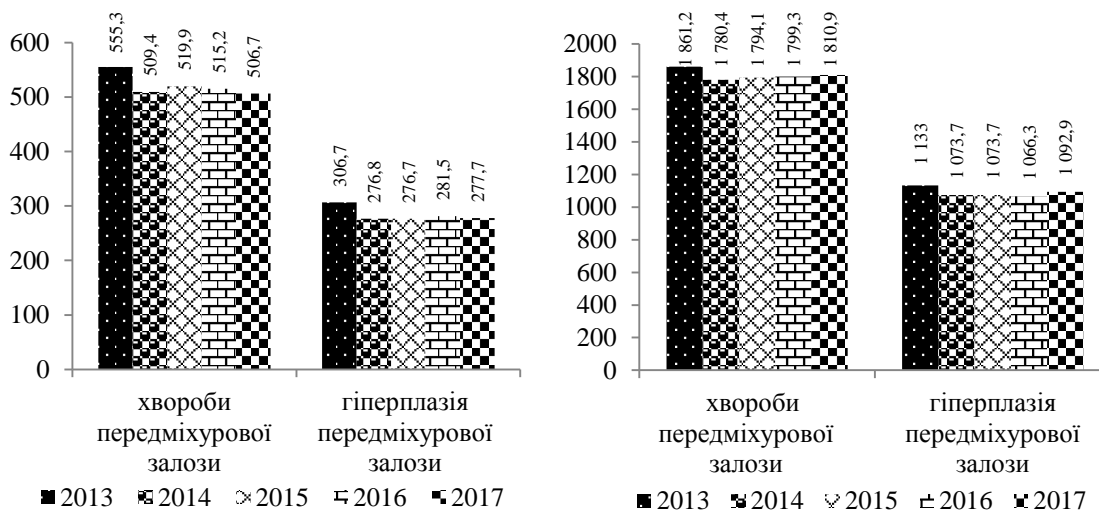 555,3
509,4
519,9
515,2
506,7
306,7
276,8
276,7
281,5
277,7
600
500
400
300
200
100
0
хвороби
передміхурової
залози
гіперплазія
передміхурової
залози
2013 2014 2015 2016 2017
1 861,2
1 780,4
1 794,1
1 799,3
1 810,9
1 133
1 073,7
1 073,7
1 066,3
1 092,9
2000
1800
1600
1400
1200
1000
800
600
400
200
0
хвороби
передміхурової
залози
гіперплазія
передміхурової
залози
2013 2014 2015 2016 2017